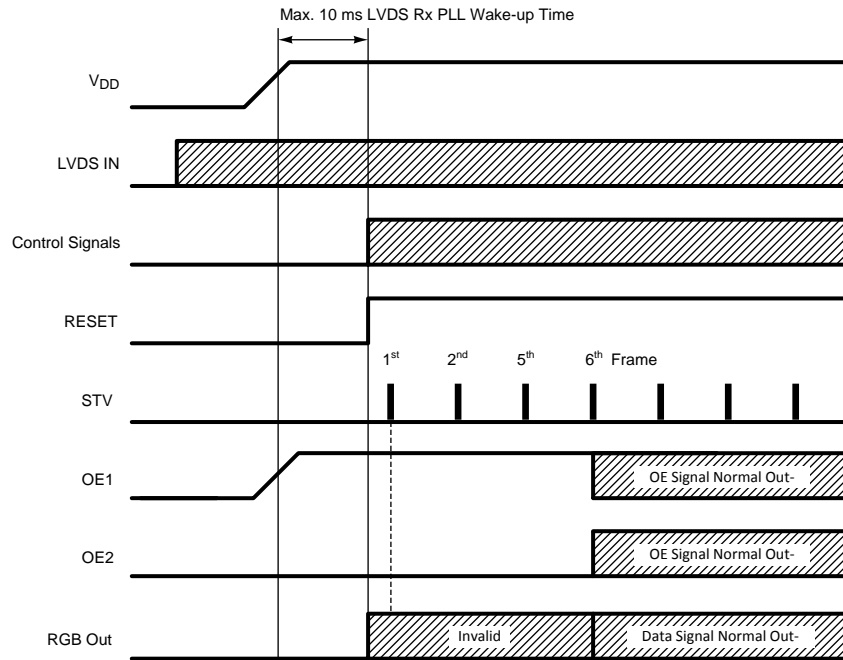 Max. 10 ms LVDS Rx PLL Wake-up Time
VDD
LVDS IN
Control Signals
RESET
1st 2nd 5th 6th Frame
STV
OE1
OE Signal Normal Out-
OE2
OE Signal Normal Out-
RGB Out
Invalid
Data Signal Normal Out-